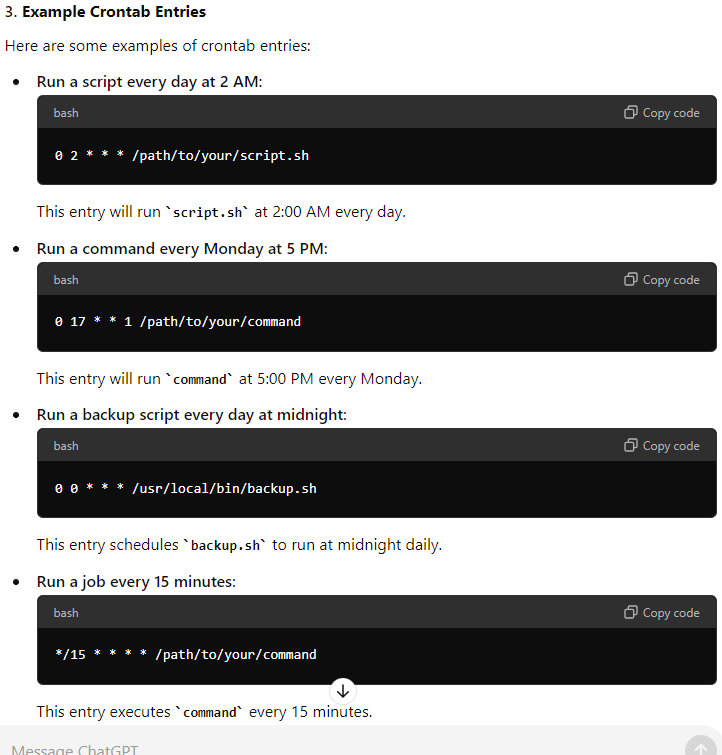 3. Example Crontab Entries
Here are some examples of crontab entries:
• Run a script every day at 2 AM:
bash Copy code
0 2 * * * /path/to/your/script.sh
This entry will run `script.sh` at 2:00 AM every day.
• Run a command every Monday at 5 PM:
bash Copy code
0 17 * * 1 /path/to/your/command
This entry will run `command` at 5:00 PM every Monday.
• Run a backup script every day at midnight:
bash Copy code
0 0 * * * /usr/local/bin/backup.sh
This entry schedules `backup.sh` to run at midnight daily.
• Run a job every 15 minutes:
bash Copy code
*/15 * * * * /path/to/your/command
This entry executes `command` every 15 minutes.
Message ChatGPT